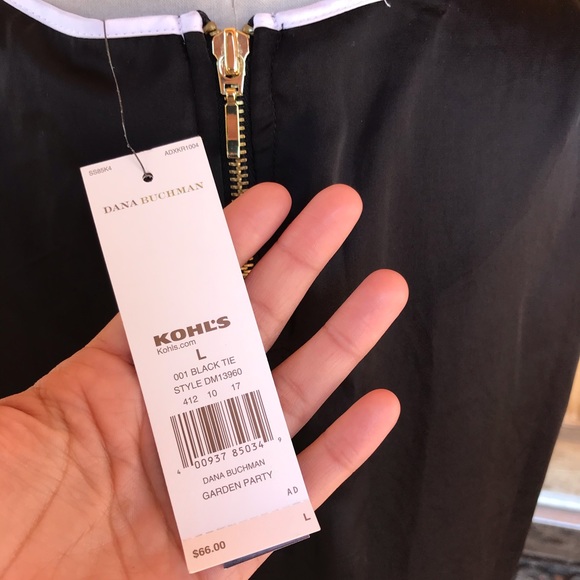 SS85K4 ADXKR1004
DANA BUCHMAN
KOHL'S
Kohls.com
L
001 BLACK TIE
STYLE DM13960
412 10 17
4 00937 85034 9
DANA BUCHMAN
GARDEN PARTY
AD
$66.00 L